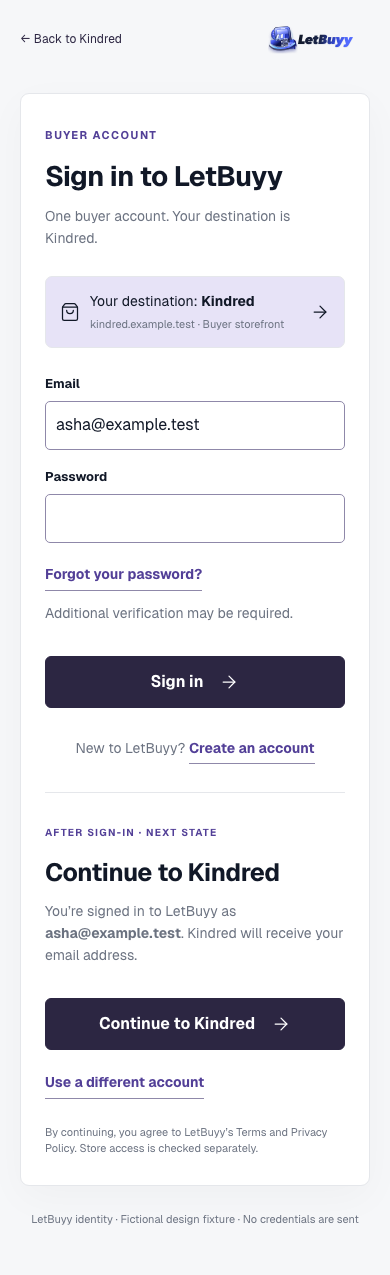 ← Back to Kindred
LetBuyy
BUYER ACCOUNT
Sign in to LetBuyy
One buyer account. Your destination is
Kindred.
Your destination: Kindred
kindred.example.test · Buyer storefront
Email
asha@example.test
Password
Forgot your password?
Additional verification may be required.
Sign in →
New to LetBuyy? Create an account
AFTER SIGN-IN · NEXT STATE
Continue to Kindred
You're signed in to LetBuyy as
asha@example.test. Kindred will receive your
email address.
Continue to Kindred →
Use a different account
By continuing, you agree to LetBuyy's Terms and Privacy
Policy. Store access is checked separately.
LetBuyy identity · Fictional design fixture · No credentials are sent